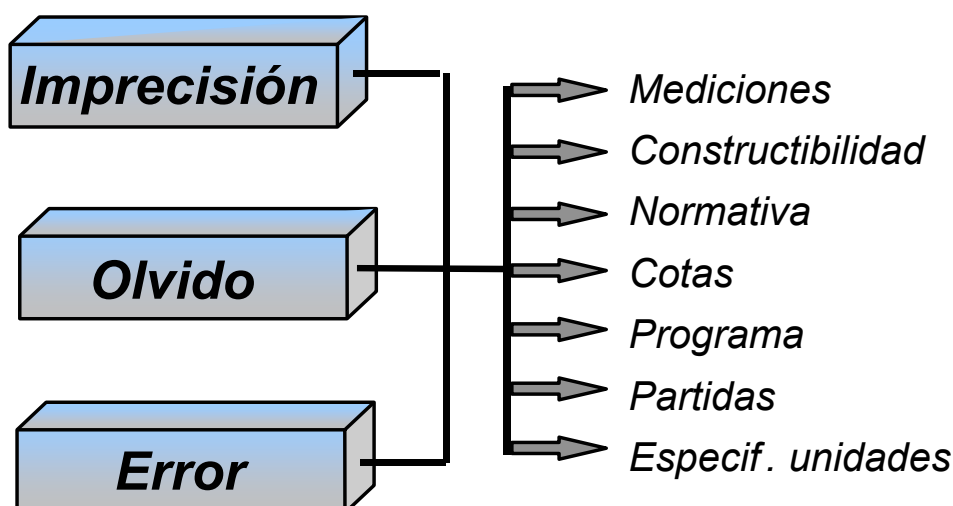 Imprecisión
Olvido
Error
Mediciones
Constructibilidad
Normativa
Cotas
Programa
Partidas
Especif. unidades